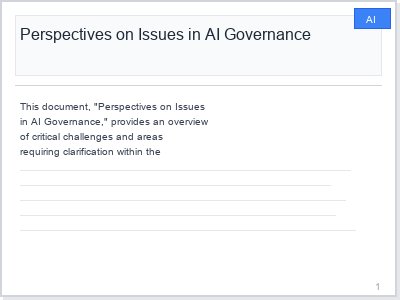 AI
Perspectives on Issues in AI Governance
This document, "Perspectives on Issues
in AI Governance," provides an overview
of critical challenges and areas
requiring clarification within the
1